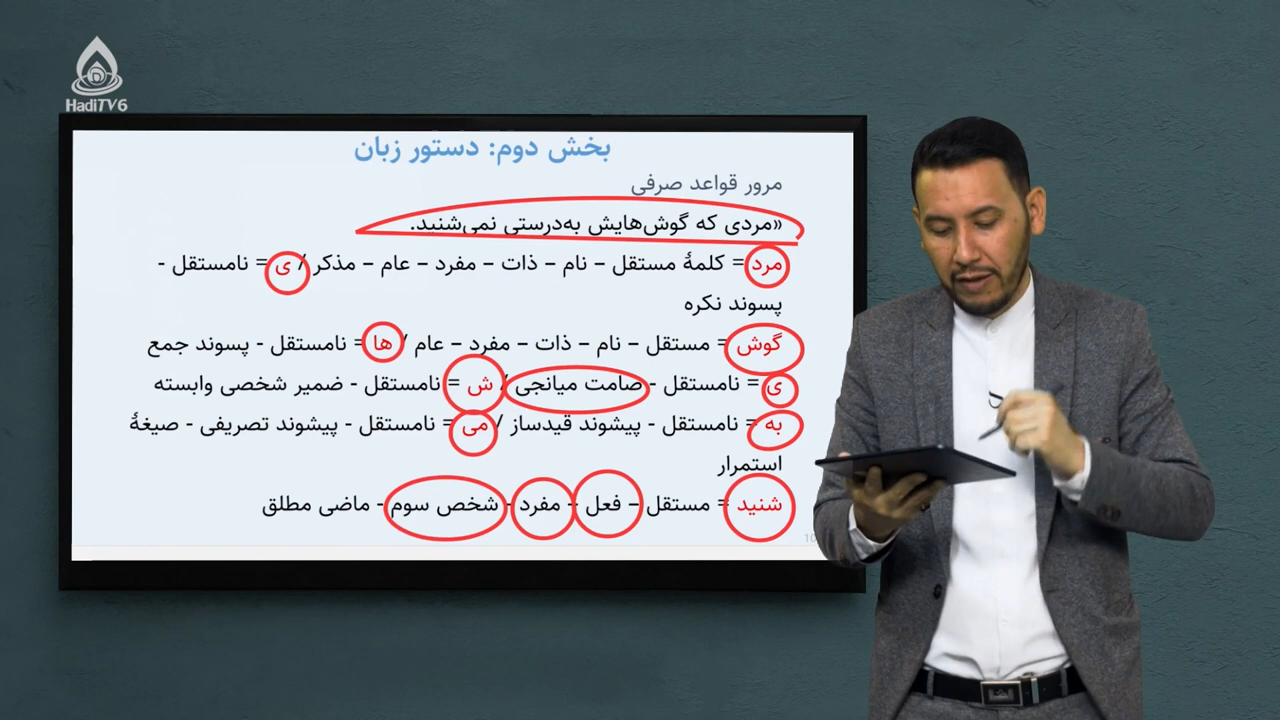 HadiTV6
بخش دوم: دستور زبان
مرور قواعد صرفی
«مردی که گوش‌هایش به‌درستی نمی‌شنید.
مرد = کلمهٔ مستقل – نام – ذات – مفرد – عام – مذکر / ی = نامستقل -
پسوند نکره
گوش = مستقل – نام – ذات – مفرد – عام / ها = نامستقل - پسوند جمع
ی = نامستقل - صامت میانجی / ش = نامستقل - ضمیر شخصی وابسته
به = نامستقل - پیشوند قیدساز / می = نامستقل - پیشوند تصریفی - صیغهٔ
استمرار
شنید = مستقل – فعل – مفرد - شخص سوم - ماضی مطلق